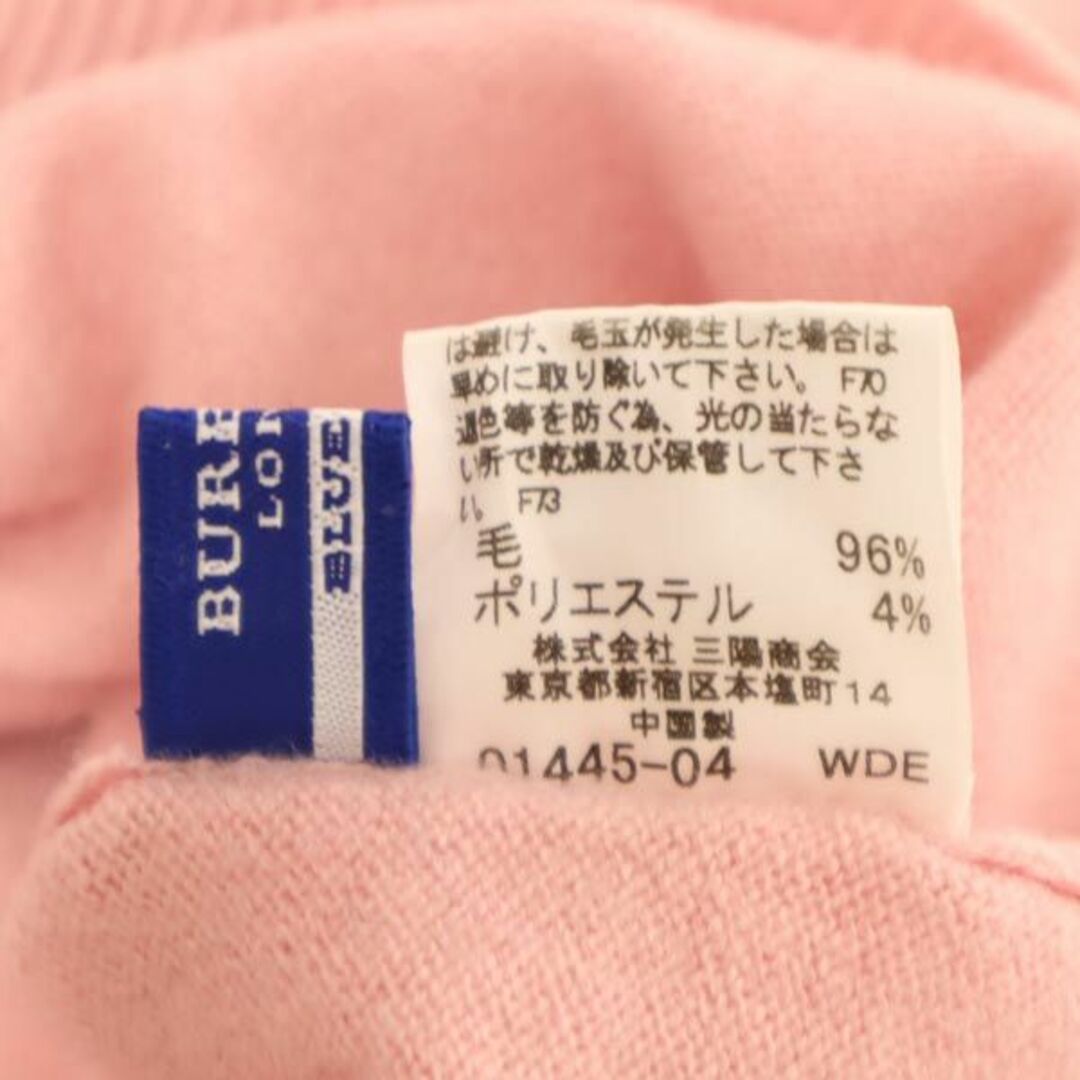 BURB
LON
BLUE
は避け、毛玉が発生した場合は
早めに取り除いて下さい。 F70
退色等を防ぐ為、光の当たらな
い所で乾燥及び保管して下さ
い。 F73
毛 96%
ポリエステル 4%
株式会社 三陽商会
東京都新宿区本塩町14
中国製
01445-04 WDE